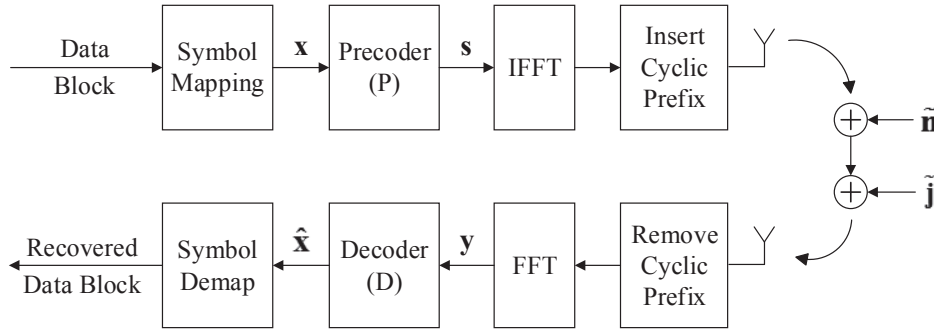 Data
Block
Symbol
Mapping
x
Precoder
(P)
s
IFFT
Insert
Cyclic
Prefix
ñ
j̃
Recovered
Data Block
Symbol
Demap
x̂
Decoder
(D)
y
FFT
Remove
Cyclic
Prefix